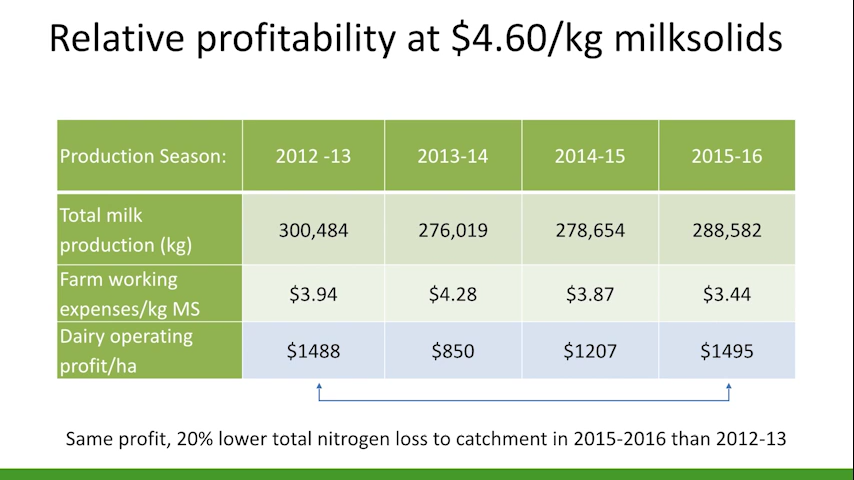 Relative profitability at $4.60/kg milksolids
Production Season: 2012 -13 2013-14 2014-15 2015-16
Total milk
production (kg) 300,484 276,019 278,654 288,582
Farm working
expenses/kg MS $3.94 $4.28 $3.87 $3.44
Dairy operating
profit/ha $1488 $850 $1207 $1495
Same profit, 20% lower total nitrogen loss to catchment in 2015-2016 than 2012-13